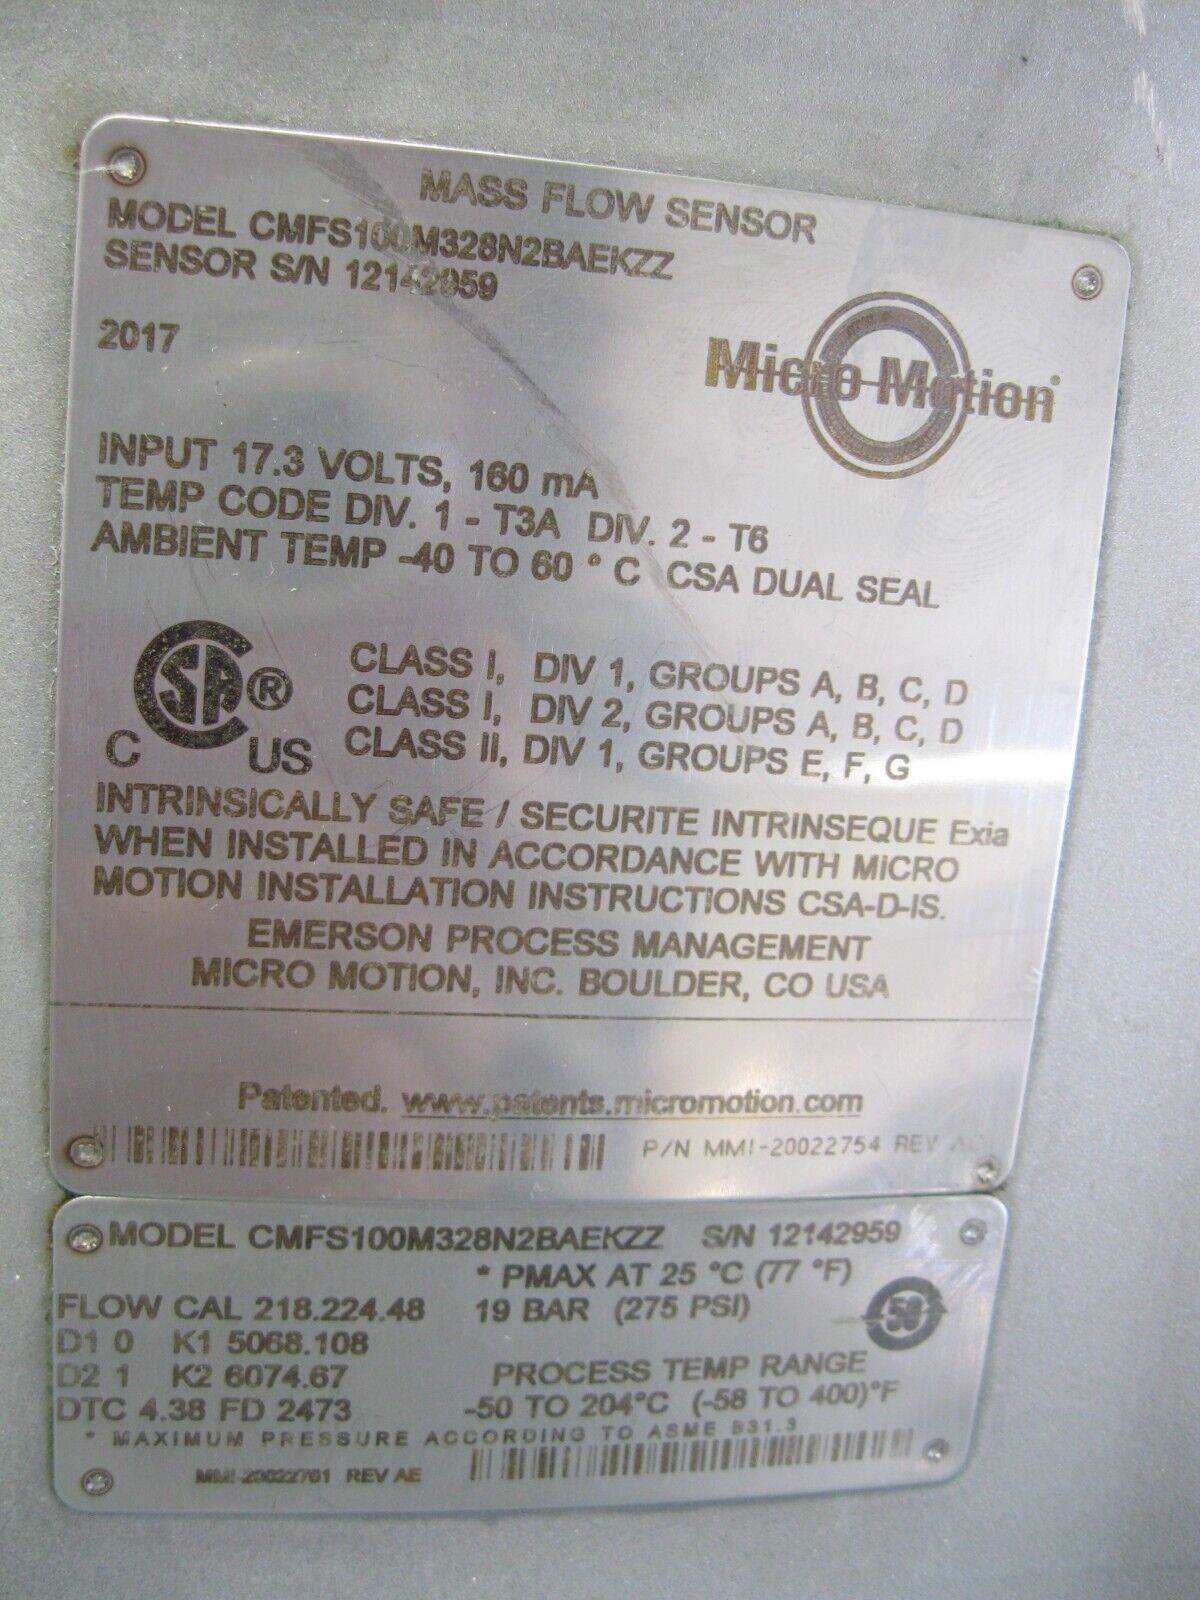 MASS FLOW SENSOR
MODEL CMFS100M328N2BAEKZZ
SENSOR S/N 12142959
2017
Micro Motion®
INPUT 17.3 VOLTS, 160 mA
TEMP CODE DIV. 1 - T3A DIV. 2 - T6
AMBIENT TEMP -40 TO 60 ° C CSA DUAL SEAL
CSA ®
C US
CLASS I, DIV 1, GROUPS A, B, C, D
CLASS I, DIV 2, GROUPS A, B, C, D
CLASS II, DIV 1, GROUPS E, F, G
INTRINSICALLY SAFE / SECURITE INTRINSEQUE Exia
WHEN INSTALLED IN ACCORDANCE WITH MICRO
MOTION INSTALLATION INSTRUCTIONS CSA-D-IS.
EMERSON PROCESS MANAGEMENT
MICRO MOTION, INC. BOULDER, CO USA
Patented. www.patents.micromotion.com
P/N MMI-20022754 REV AC
MODEL CMFS100M328N2BAEKZZ S/N 12142959
* PMAX AT 25 °C (77 °F)
FLOW CAL 218.224.48 19 BAR (275 PSI)
D1 0 K1 5068.108
D2 1 K2 6074.67 PROCESS TEMP RANGE
DTC 4.38 FD 2473 -50 TO 204°C (-58 TO 400)°F
* MAXIMUM PRESSURE ACCORDING TO ASME B31.3
MMI-20022761 REV AE
50